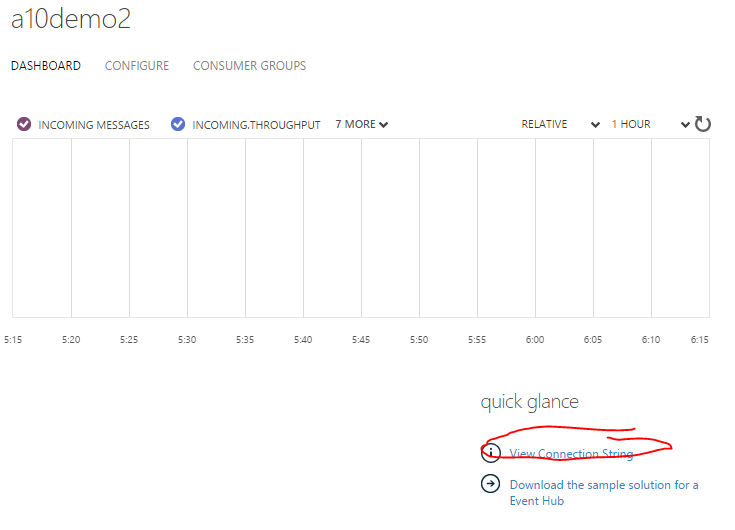 a10demo2
DASHBOARD CONFIGURE CONSUMER GROUPS
INCOMING MESSAGES INCOMING.THROUGHPUT 7 MORE RELATIVE 1 HOUR
5:15 5:20 5:25 5:30 5:35 5:40 5:45 5:50 5:55 6:00 6:05 6:10 6:15
quick glance
View Connection String
Download the sample solution for a
Event Hub